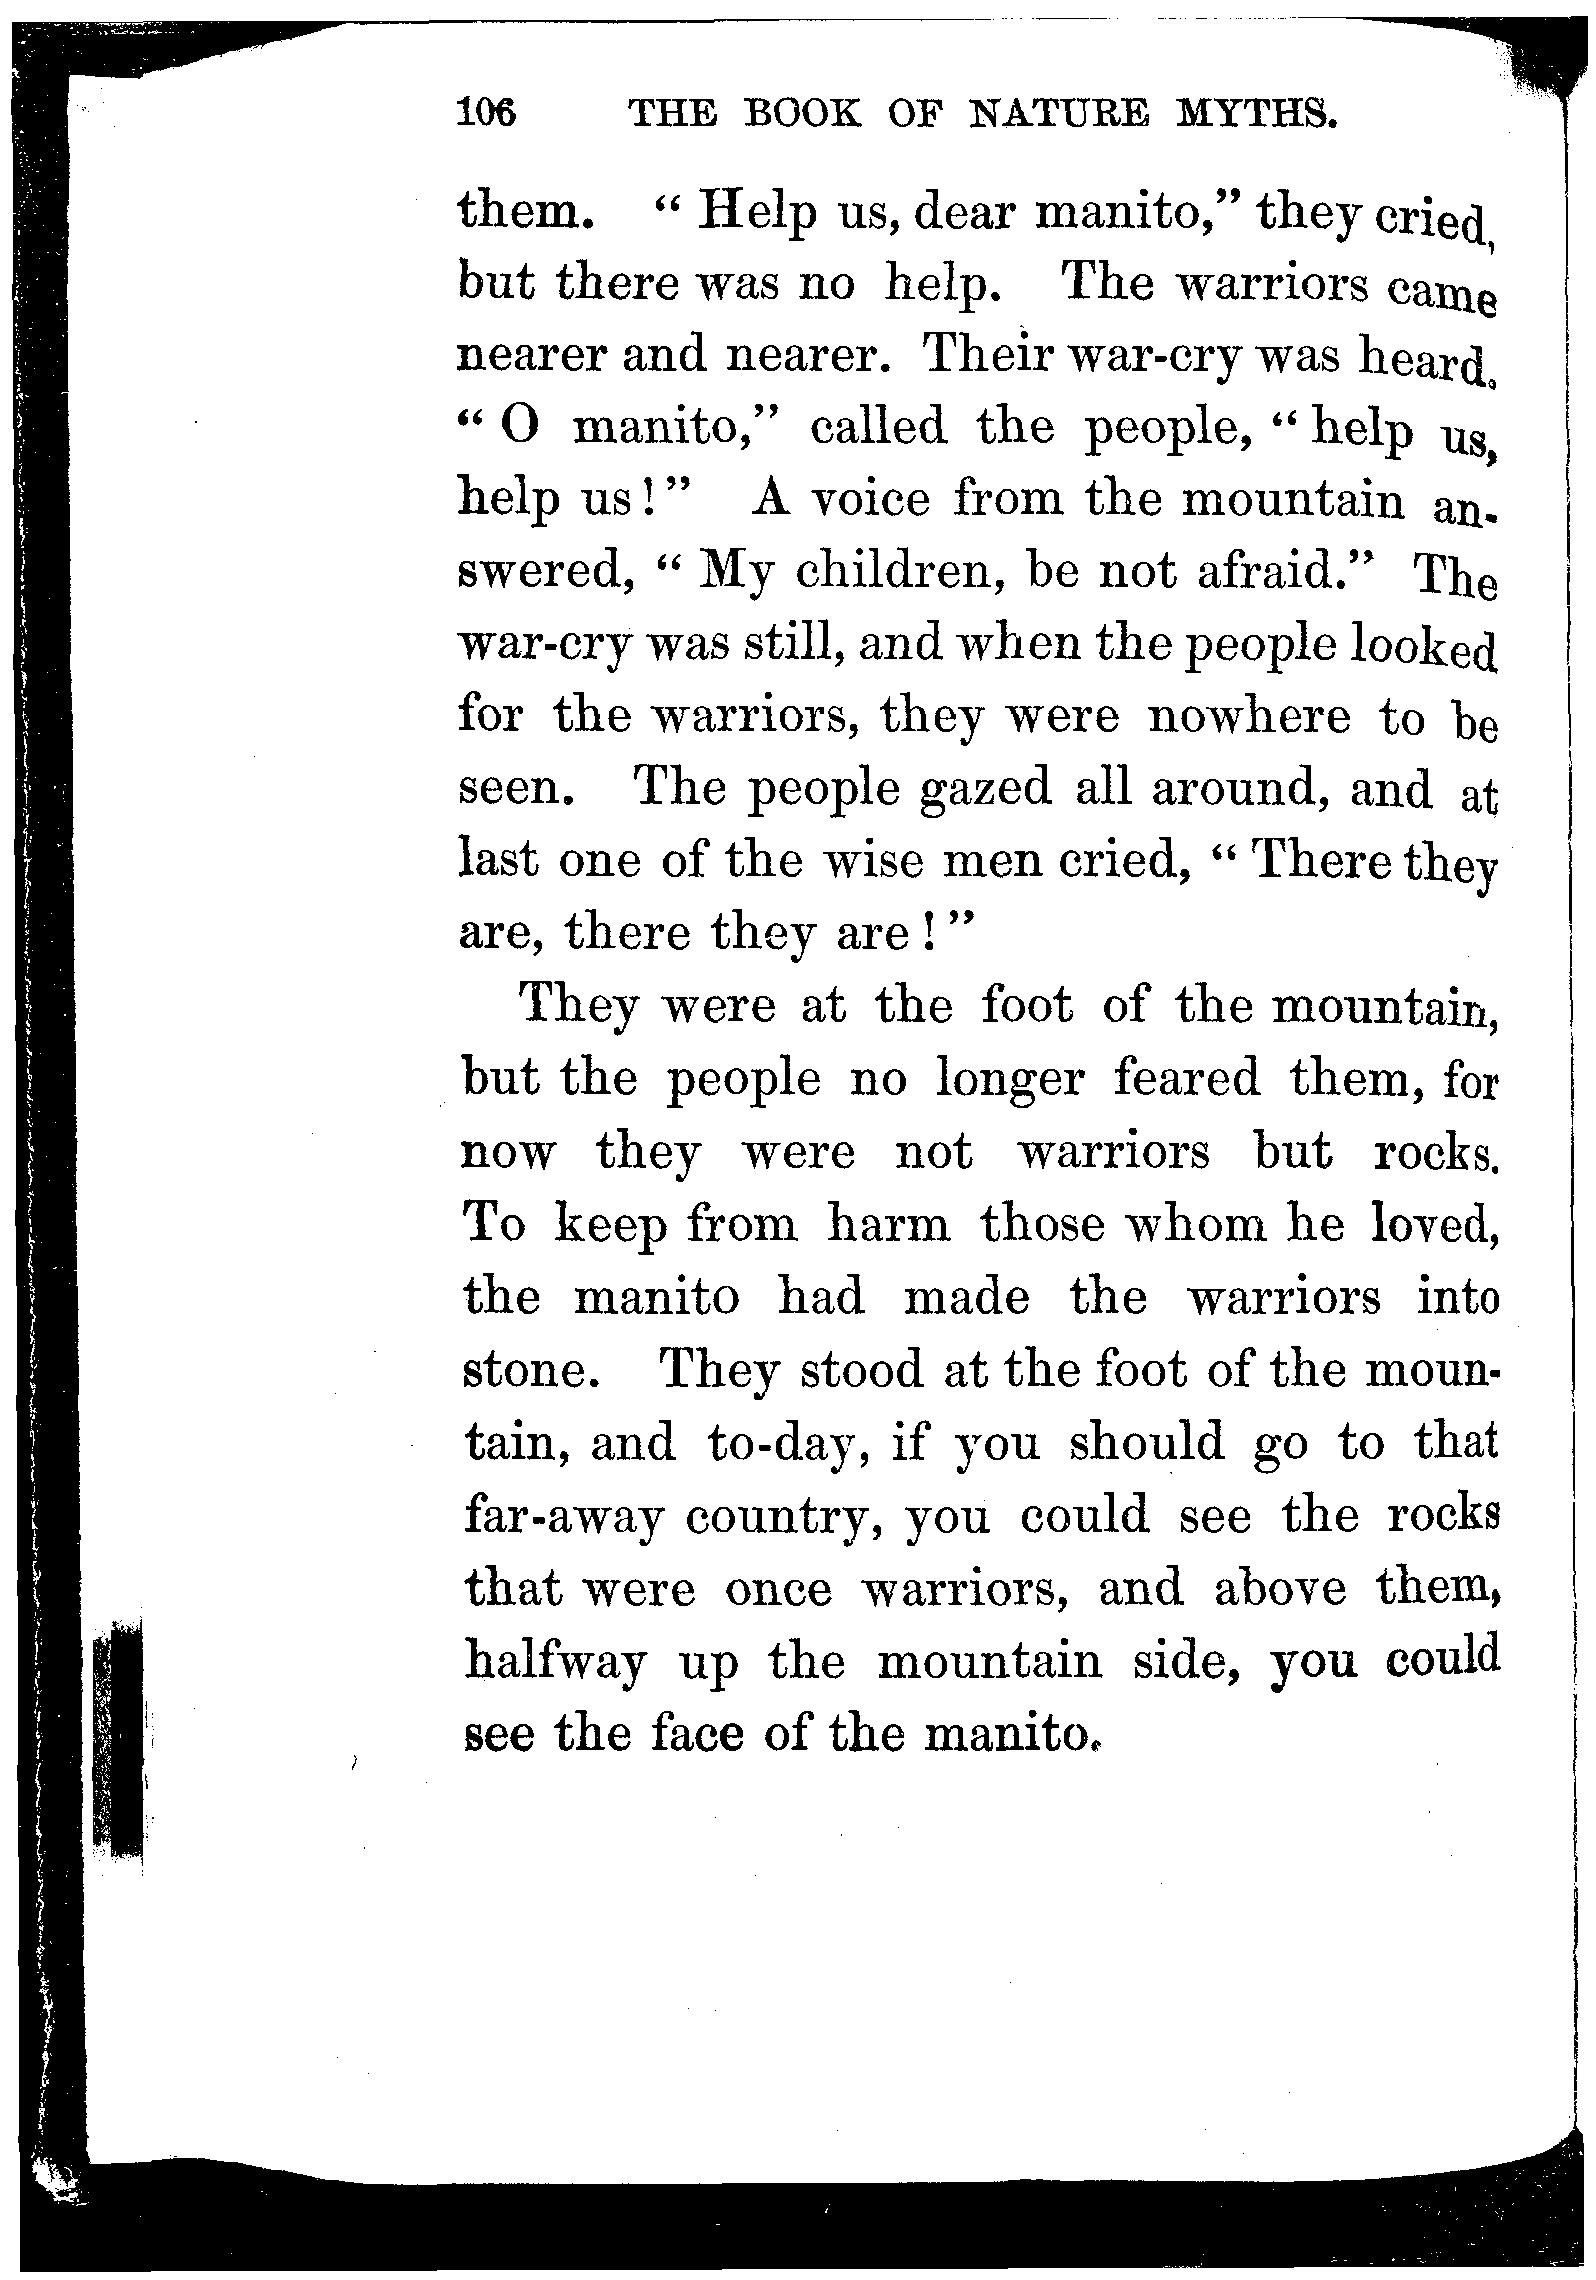 106 THE BOOK OF NATURE MYTHS.
them. " Help us, dear manito," they cried,
but there was no help. The warriors came
nearer and nearer. Their war-cry was heard.
" O manito," called the people, " help us,
help us!" A voice from the mountain an-
swered, " My children, be not afraid." The
war-cry was still, and when the people looked
for the warriors, they were nowhere to be
seen. The people gazed all around, and at
last one of the wise men cried, " There they
are, there they are!"
They were at the foot of the mountain,
but the people no longer feared them, for
now they were not warriors but rocks.
To keep from harm those whom he loved,
the manito had made the warriors into
stone. They stood at the foot of the moun-
tain, and to-day, if you should go to that
far-away country, you could see the rocks
that were once warriors, and above them,
halfway up the mountain side, you could
see the face of the manito.